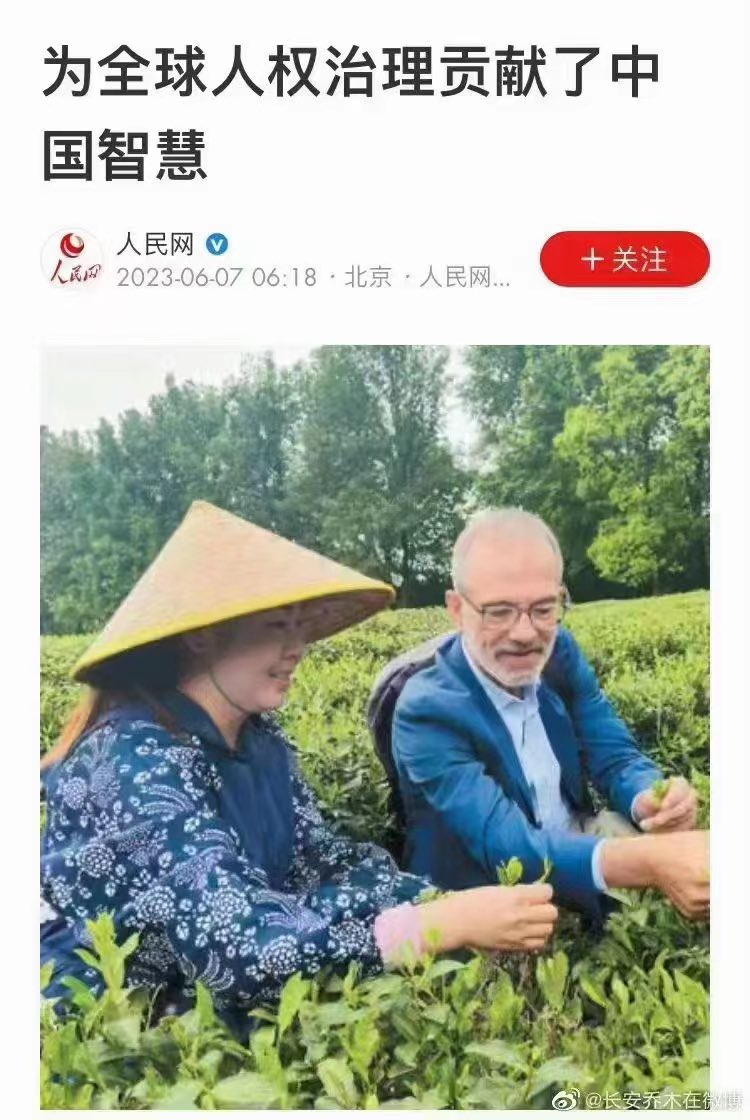 为全球人权治理贡献了中
国智慧
人民网
人民网
2023-06-07 06:18 · 北京 · 人民网...
+关注
@长安乔木在微博